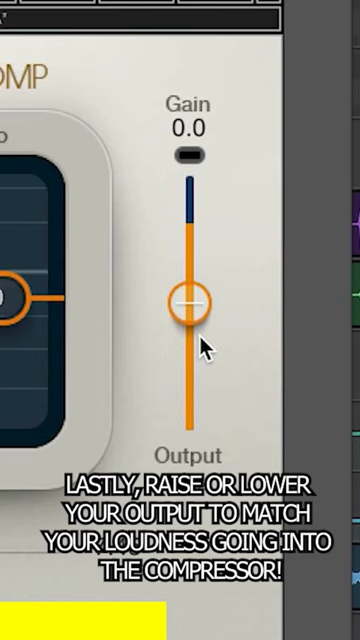 OMP
Gain
0.0
Output
LASTLY, RAISE OR LOWER
YOUR OUTPUT TO MATCH
YOUR LOUDNESS GOING INTO
THE COMPRESSOR!